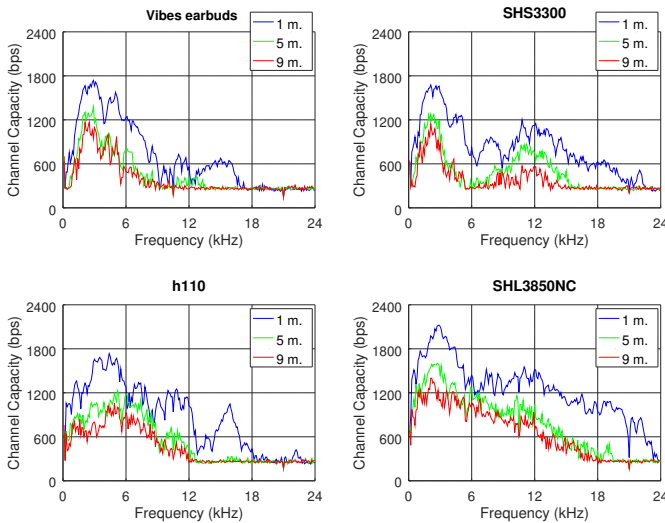 Vibes earbuds
2400
1800
1200
600
0
Channel Capacity (bps)
0 6 12 18 24
Frequency (kHz)
1 m.
5 m.
9 m.
SHS3300
2400
1800
1200
600
0
Channel Capacity (bps)
0 6 12 18 24
Frequency (kHz)
1 m.
5 m.
9 m.
h110
2400
1800
1200
600
0
Channel Capacity (bps)
0 6 12 18 24
Frequency (kHz)
1 m.
5 m.
9 m.
SHL3850NC
2400
1800
1200
600
0
Channel Capacity (bps)
0 6 12 18 24
Frequency (kHz)
1 m.
5 m.
9 m.